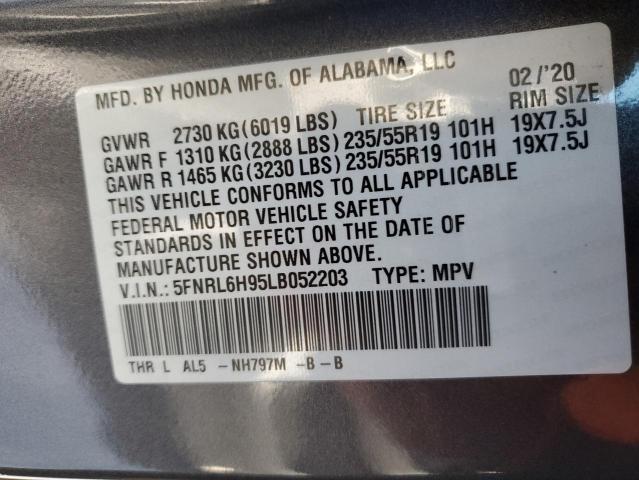 MFD. BY HONDA MFG. OF ALABAMA, LLC 02/'20
GVWR 2730 KG(6019 LBS) TIRE SIZE RIM SIZE
GAWR F 1310 KG(2888 LBS) 235/55R19 101H 19X7.5J
GAWR R 1465 KG(3230 LBS) 235/55R19 101H 19X7.5J
THIS VEHICLE CONFORMS TO ALL APPLICABLE
FEDERAL MOTOR VEHICLE SAFETY
STANDARDS IN EFFECT ON THE DATE OF
MANUFACTURE SHOWN ABOVE.
V.I.N.: 5FNRL6H95LB052203 TYPE: MPV
THR L AL5 -NH797M -B-B